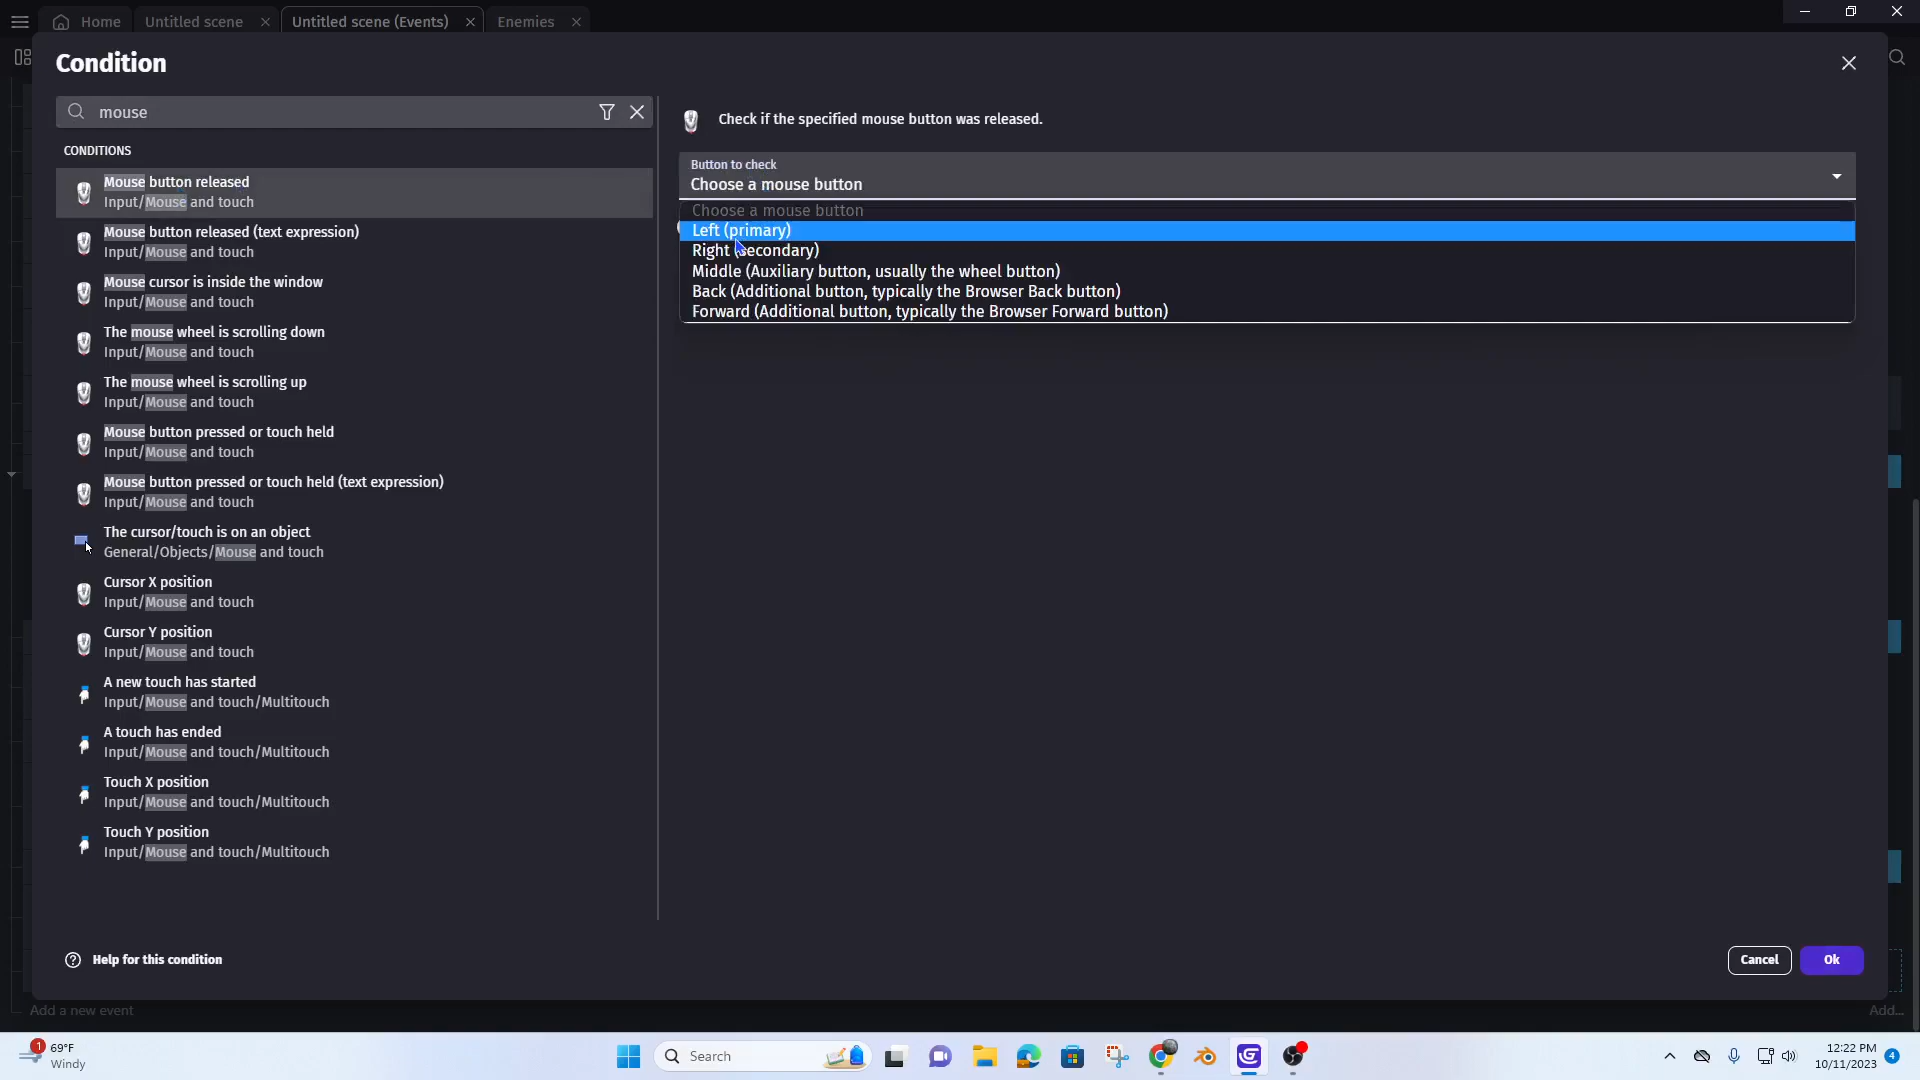 Home
Untitled scene
Untitled scene (Events)
Enemies
Condition
mouse
CONDITIONS
Mouse button released
Input/Mouse and touch
Mouse button released (text expression)
Input/Mouse and touch
Mouse cursor is inside the window
Input/Mouse and touch
The mouse wheel is scrolling down
Input/Mouse and touch
The mouse wheel is scrolling up
Input/Mouse and touch
Mouse button pressed or touch held
Input/Mouse and touch
Mouse button pressed or touch held (text expression)
Input/Mouse and touch
The cursor/touch is on an object
General/Objects/Mouse and touch
Cursor X position
Input/Mouse and touch
Cursor Y position
Input/Mouse and touch
A new touch has started
Input/Mouse and touch/Multitouch
A touch has ended
Input/Mouse and touch/Multitouch
Touch X position
Input/Mouse and touch/Multitouch
Touch Y position
Input/Mouse and touch/Multitouch
Check if the specified mouse button was released.
Button to check
Choose a mouse button
Choose a mouse button
Left (primary)
Right (secondary)
Middle (Auxiliary button, usually the wheel button)
Back (Additional button, typically the Browser Back button)
Forward (Additional button, typically the Browser Forward button)
Help for this condition
Cancel
Ok
Add a new event
Add...
1
69°F
Windy
Search
12:22 PM
10/11/2023
4